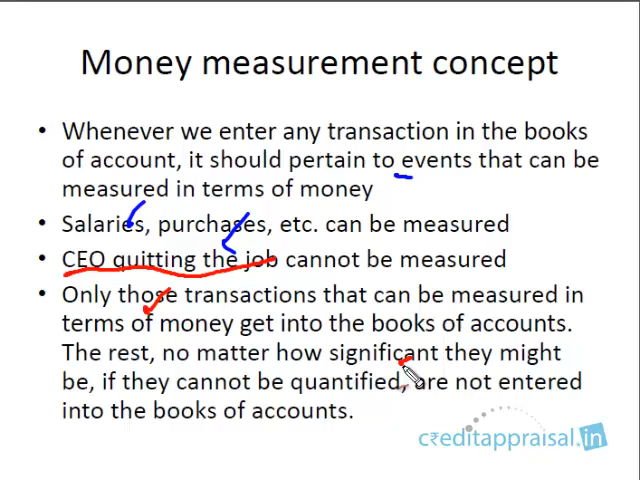 Money measurement concept
• Whenever we enter any transaction in the books
of account, it should pertain to events that can be
measured in terms of money
• Salaries, purchases, etc. can be measured
• CEO quitting the job cannot be measured
• Only those transactions that can be measured in
terms of money get into the books of accounts.
The rest, no matter how significant they might
be, if they cannot be quantified, are not entered
into the books of accounts.
c₹editappraisal.in